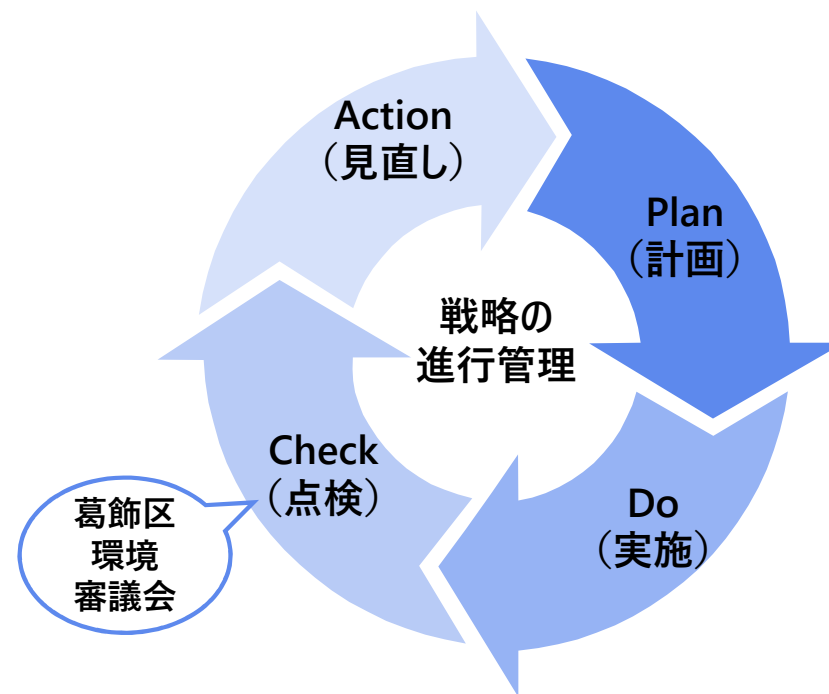 Action
（見直し）
Plan
（計画）
戦略の
進行管理
Check
（点検）
Do
（実施）
葛飾区
環境
審議会